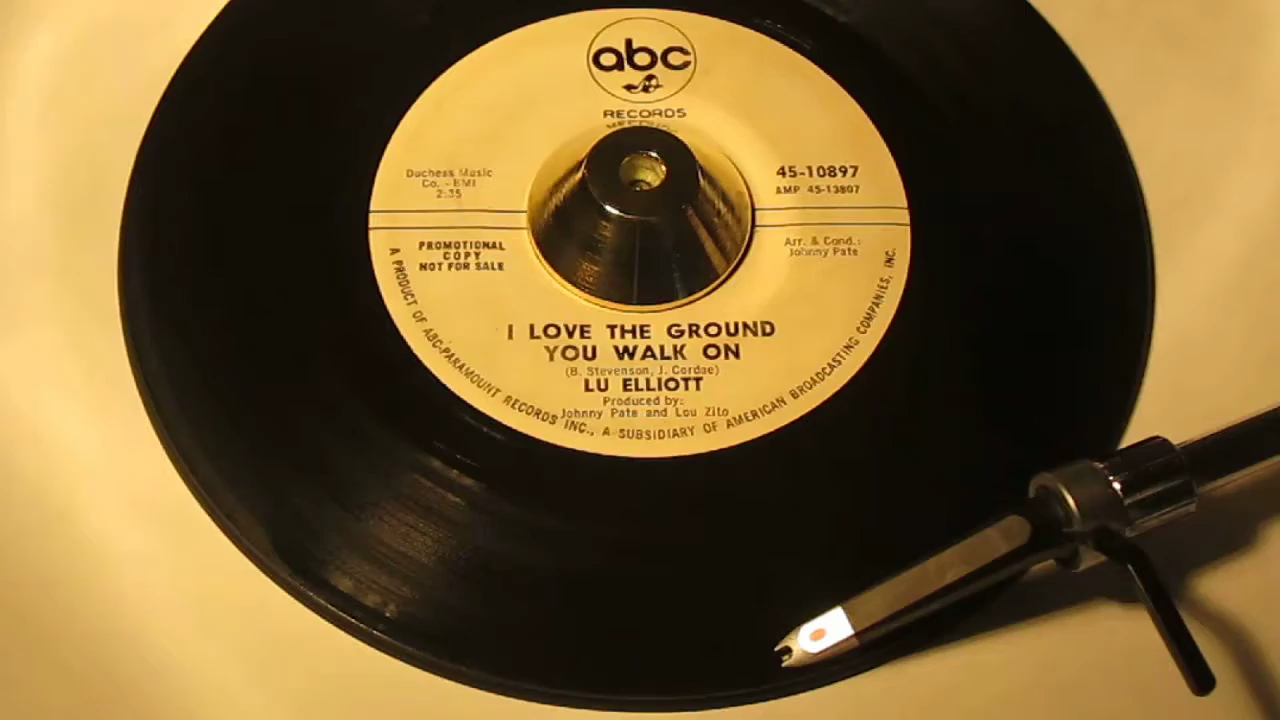 abc
RECORDS
Duchess Music
Co. - BMI
2:35
45-10897
AMP 45-13807
PROMOTIONAL
COPY
NOT FOR SALE
Arr. & Cond.:
Johnny Pate
I LOVE THE GROUND
YOU WALK ON
(B. Stevenson, J. Cordae)
LU ELLIOTT
Produced by:
Johnny Pate and Lou Zito
A PRODUCT OF ABC-PARAMOUNT RECORDS INC., A SUBSIDIARY OF AMERICAN BROADCASTING COMPANIES, INC.